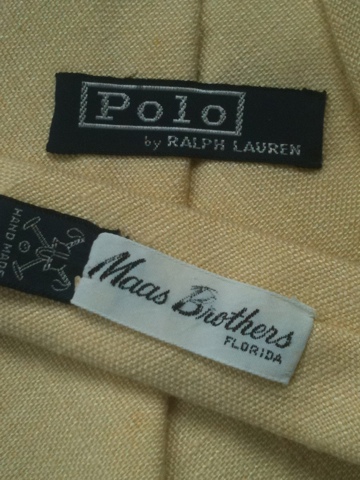 Polo
by RALPH LAUREN
HAND MADE
Maas Brothers
FLORIDA